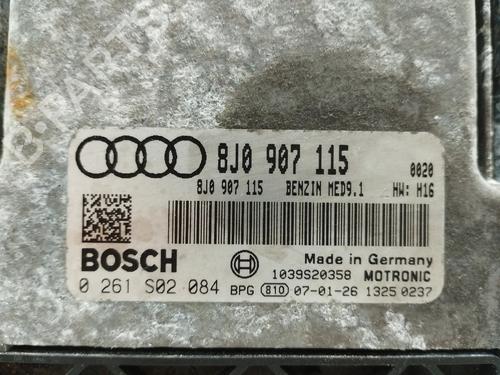 8J0 907 115 0020
8J0 907 115 BENZIN MED9.1 HW: H16
BOSCH
Made in Germany
1039S20358 MOTRONIC
0 261 S02 084 BPG 810 07-01-26 1325 0237
B-PARTS